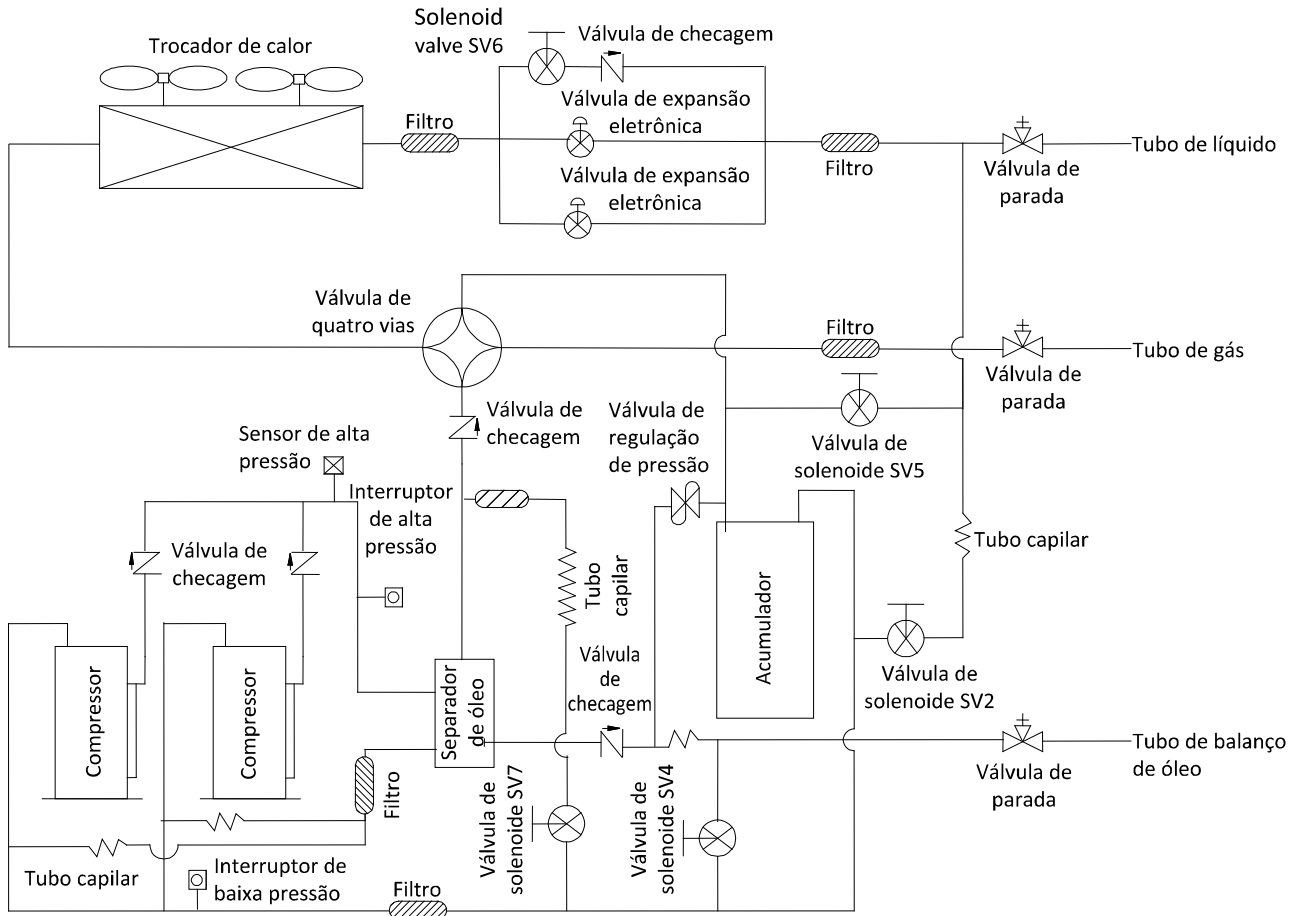 Solenoid
valve SV6
Válvula de checagem
Trocador de calor
Filtro
Válvula de expansão
eletrônica
Válvula de expansão
eletrônica
Filtro
Válvula de
parada
Tubo de líquido
Válvula de
quatro vias
Filtro
Válvula de
parada
Tubo de gás
Válvula de
checagem
Válvula de
regulação
de pressão
Válvula de
solenoide SV5
Sensor de alta
pressão
Interruptor
de alta
pressão
Válvula de
checagem
Tubo
capilar
Tubo capilar
Acumulador
Válvula
de
checagem
Válvula de
solenoide SV2
Compressor
Compressor
Separador
de óleo
Filtro
Válvula de
solenoide SV7
Válvula de
solenoide SV4
Válvula de
parada
Tubo de balanço
de óleo
Tubo capilar
Interruptor de
baixa pressão
Filtro